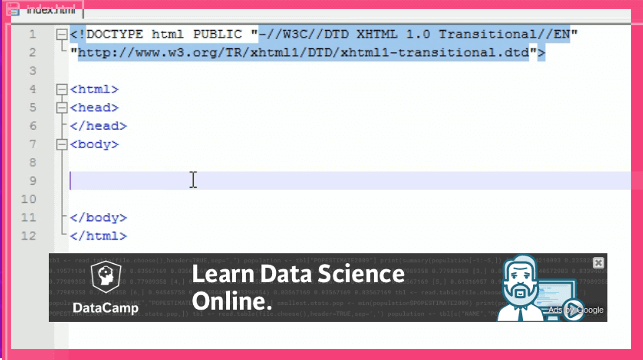 index.html
1 <!DOCTYPE html PUBLIC "-//W3C//DTD XHTML 1.0 Transitional//EN"
2 "http://www.w3.org/TR/xhtml1/DTD/xhtml1-transitional.dtd">
3
4 <html>
5 <head>
6 </head>
7 <body>
8
9
10
11 </body>
12 </html>
DataCamp
Learn Data Science
Online.
Ads by Google